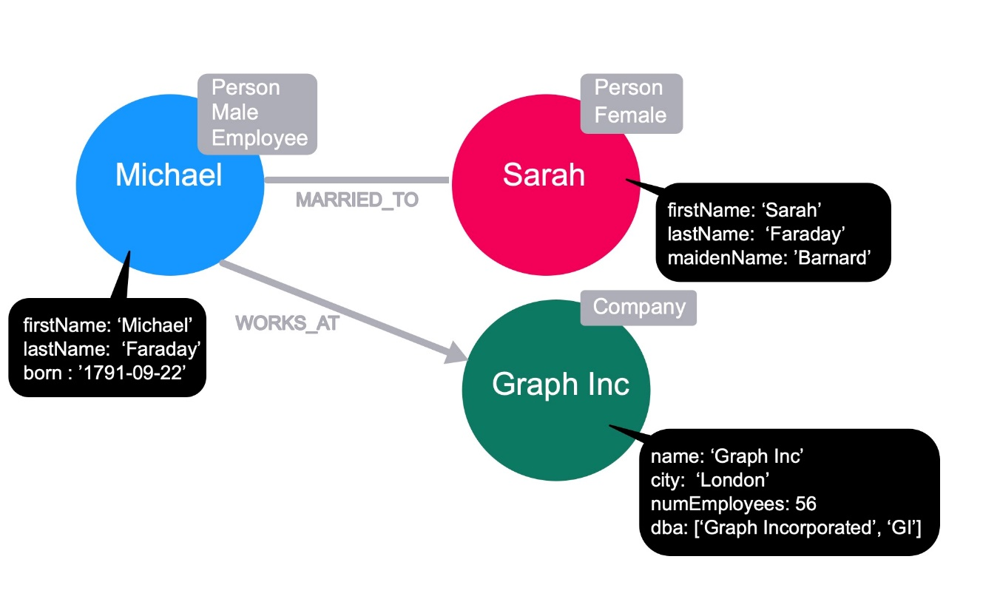 Person
Male
Employee
Michael
Person
Female
Sarah
MARRIED_TO
firstName: ‘Sarah’
lastName:  ‘Faraday’
maidenName: ’Barnard’
firstName: ‘Michael’
lastName:  ‘Faraday’
born : ’1791-09-22’
WORKS_AT
Company
Graph Inc
name: ‘Graph Inc’
city:  ‘London’
numEmployees: 56
dba: [‘Graph Incorporated’, ‘GI’]